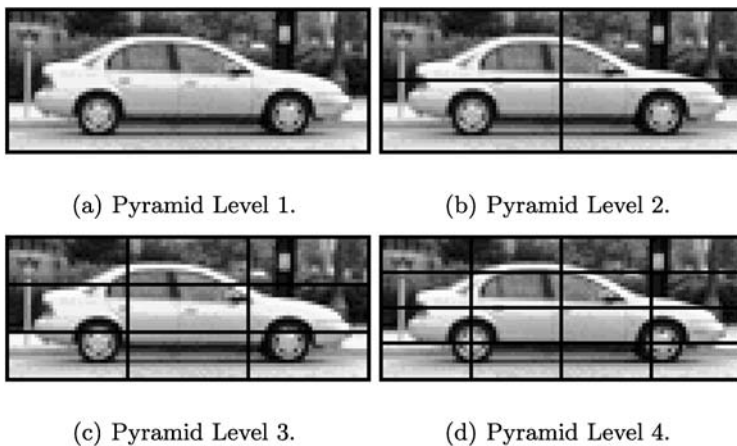 (a) Pyramid Level 1.
(b) Pyramid Level 2.
(c) Pyramid Level 3.
(d) Pyramid Level 4.